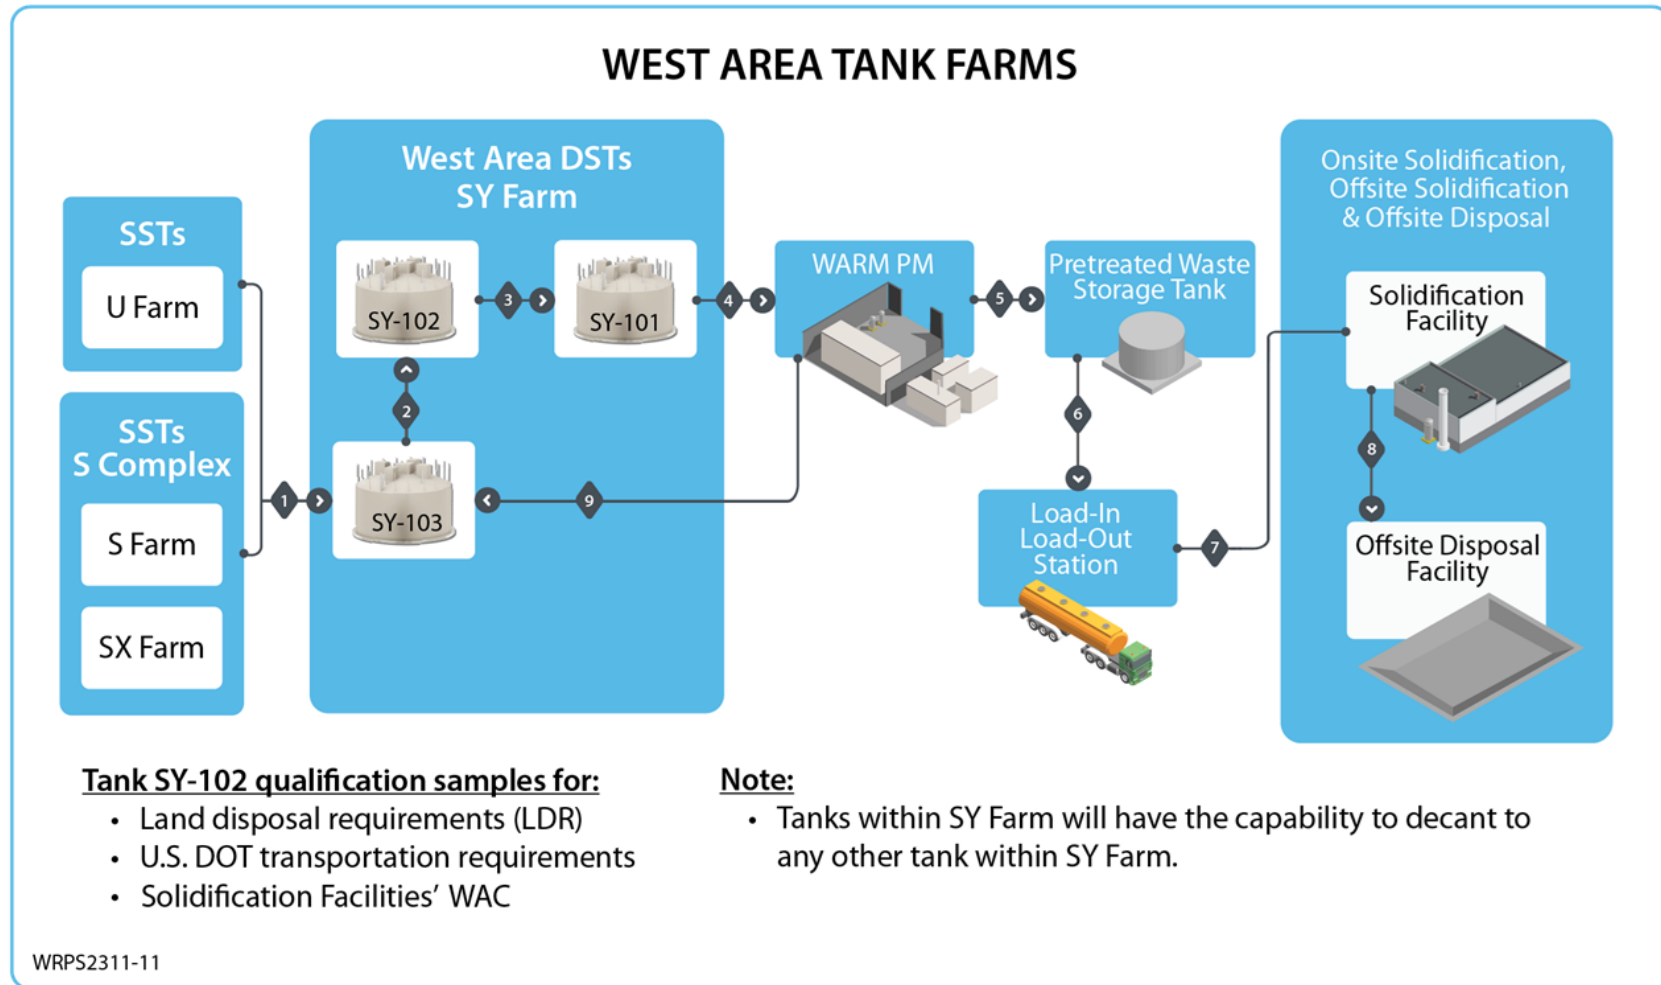 WEST AREA TANK FARMS
SSTs
U Farm
SSTs
S Complex
S Farm
SX Farm
1
West Area DSTs
SY Farm
SY-102
3
SY-101
2
SY-103
4
9
WARM PM
5
Pretreated Waste
Storage Tank
6
Load-In
Load-Out
Station
7
Onsite Solidification,
Offsite Solidification
& Offsite Disposal
Solidification
Facility
8
Offsite Disposal
Facility
Tank SY-102 qualification samples for:
• Land disposal requirements (LDR)
• U.S. DOT transportation requirements
• Solidification Facilities’ WAC
Note:
• Tanks within SY Farm will have the capability to decant to
any other tank within SY Farm.
WRPS2311-11